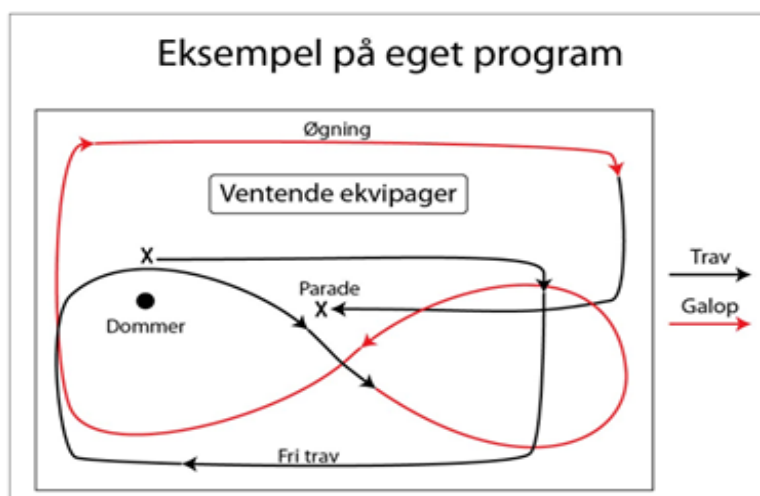 Eksempel på eget program
Øgning
Ventende ekvipager
X
Parade
X
Dommer
Fri trav
Trav
Galop